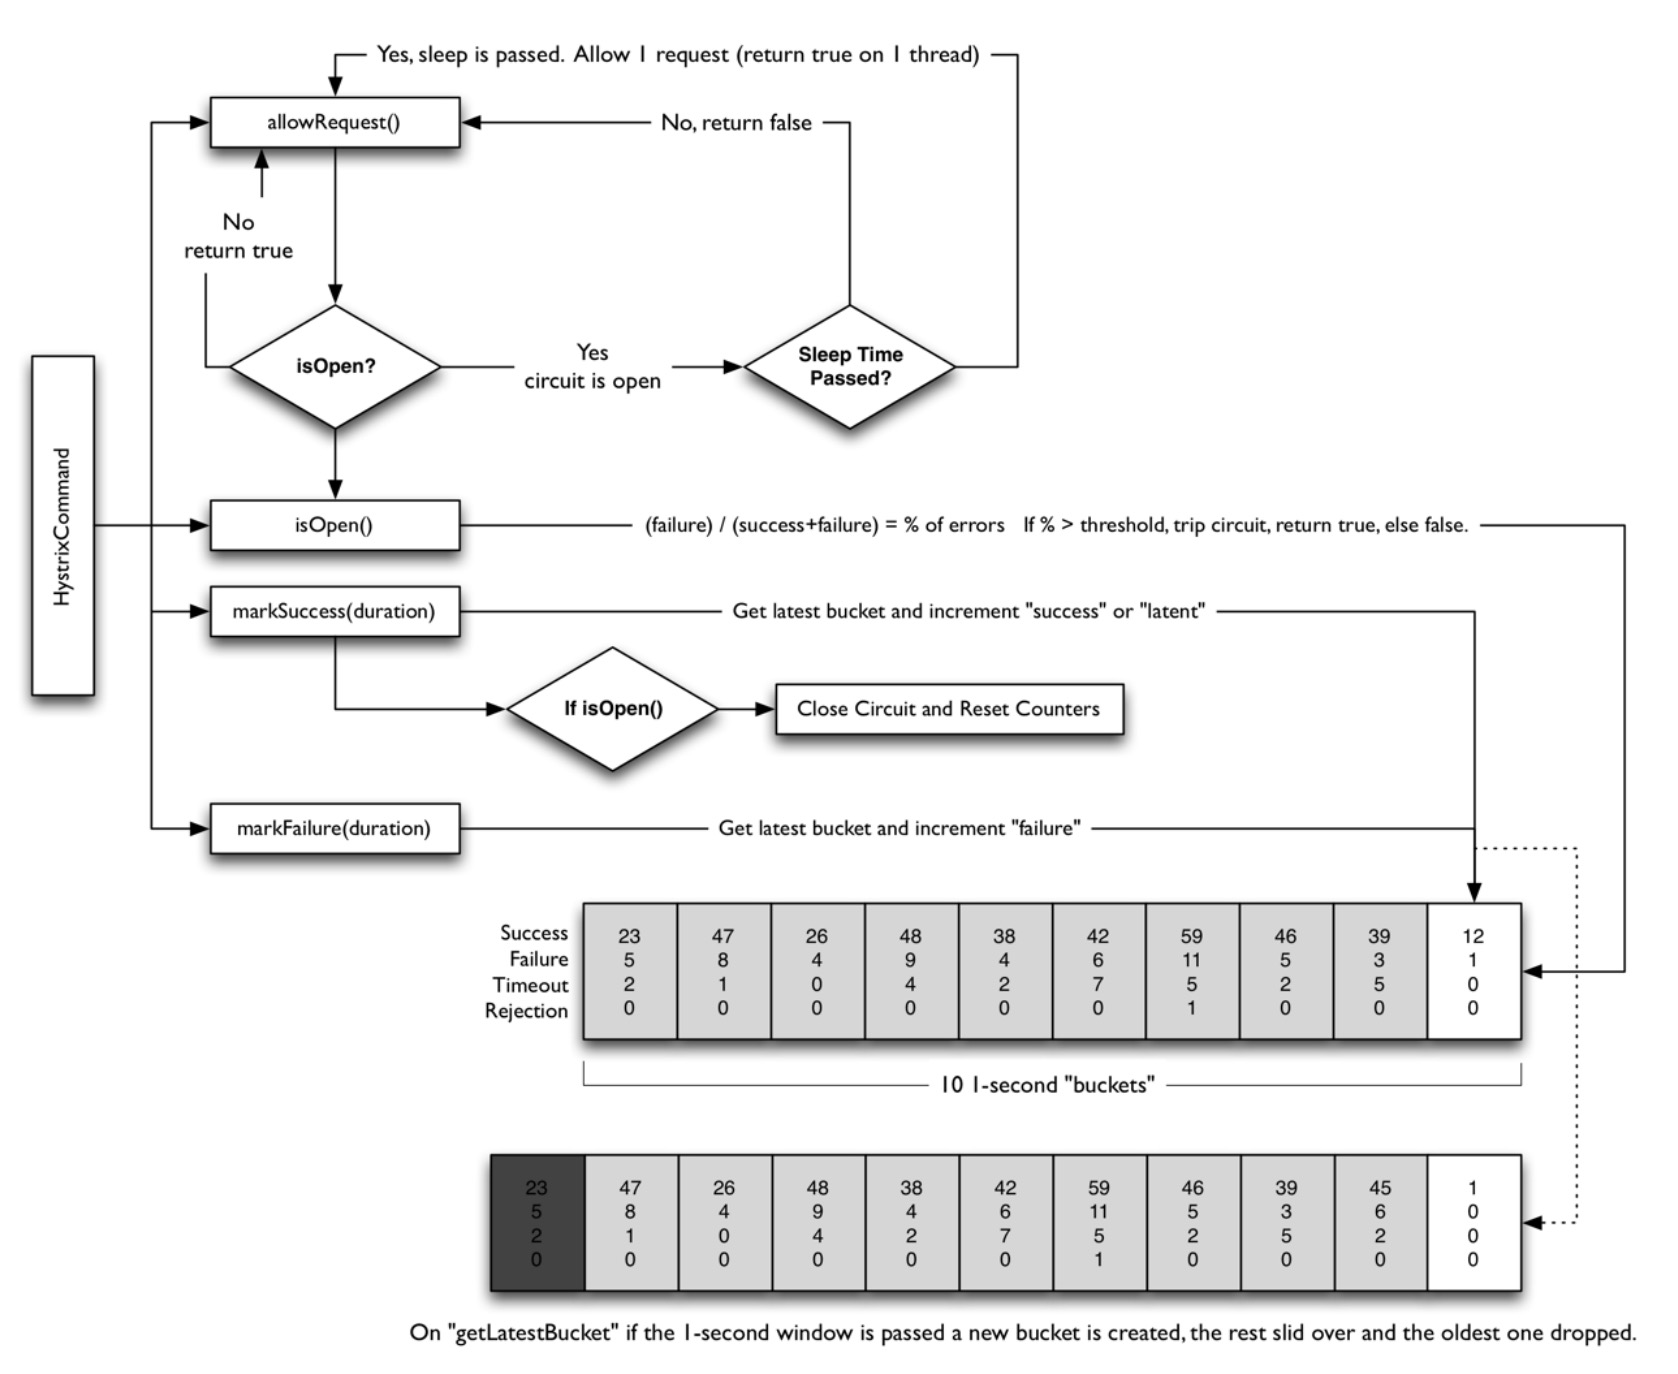 Yes, sleep is passed. Allow 1 request (return true on 1 thread)
allowRequest()
No, return false
No
return true
isOpen?
Yes
circuit is open
Sleep Time
Passed?
HystrixCommand
isOpen()
(failure) / (success+failure) = % of errors If % > threshold, trip circuit, return true, else false.
markSuccess(duration)
Get latest bucket and increment "success" or "latent"
If isOpen()
Close Circuit and Reset Counters
markFailure(duration)
Get latest bucket and increment "failure"
Success 23 47 26 48 38 42 59 46 39 12
Failure 5 8 4 9 4 6 11 5 3 1
Timeout 2 1 0 4 2 7 5 2 5 0
Rejection 0 0 0 0 0 0 1 0 0 0
10 1-second "buckets"
23 47 26 48 38 42 59 46 39 45 1
5 8 4 9 4 6 11 5 3 6 0
2 1 0 4 2 7 5 2 5 2 0
0 0 0 0 0 0 1 0 0 0 0
On "getLatestBucket" if the 1-second window is passed a new bucket is created, the rest slid over and the oldest one dropped.